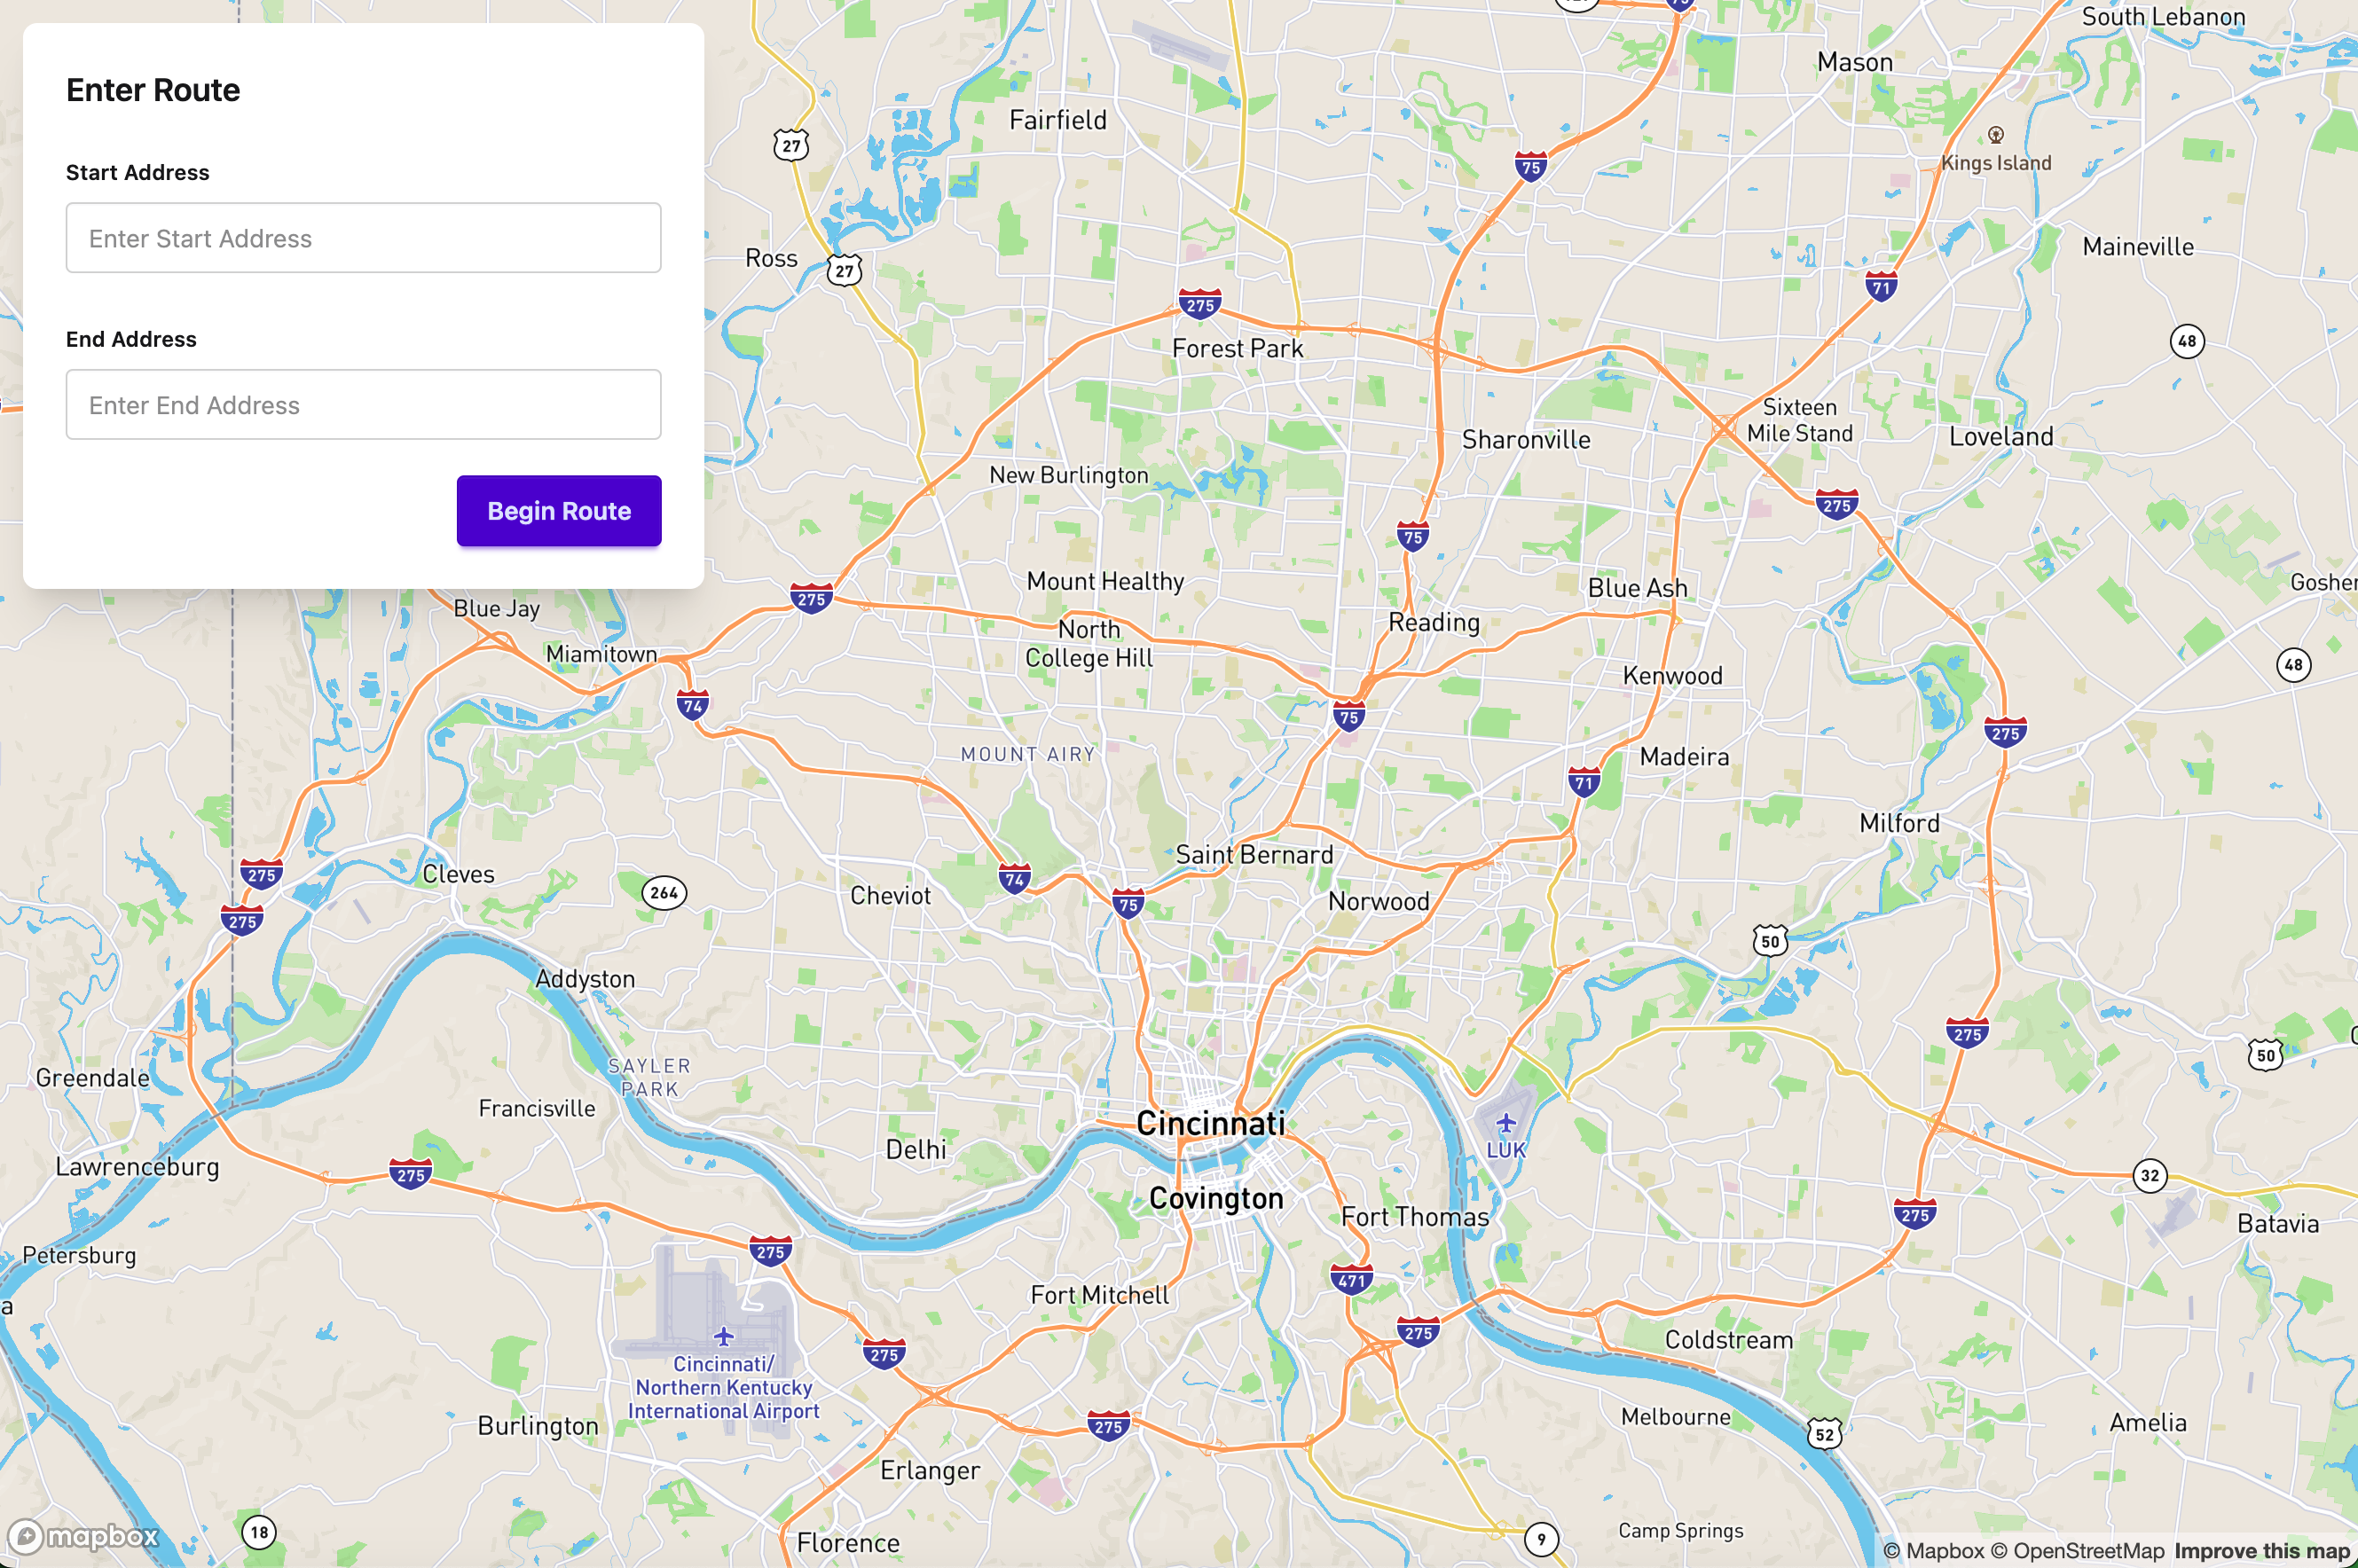 Enter Route
Start Address
Enter Start Address
End Address
Enter End Address
Begin Route
South Lebanon
Mason
75
Fairfield
27
Kings Island
75
Ross
27
Maineville
71
275
48
Forest Park
Sixteen
Mile Stand
Sharonville
Loveland
New Burlington
275
75
Mount Healthy
Blue Ash
Goshen
275
Blue Jay
Reading
North
College Hill
Miamitown
48
Kenwood
74
75
275
MOUNT AIRY
Madeira
71
Milford
Saint Bernard
275
Cleves
74
264
Cheviot
75
Norwood
275
50
Addyston
275
50
SAYLER
PARK
Greendale
Francisville
Cincinnati
Delhi
LUK
Lawrenceburg
275
32
Covington
275
Fort Thomas
Batavia
Petersburg
275
471
Fort Mitchell
a
275
Coldstream
275
Cincinnati/
Northern Kentucky
International Airport
Melbourne
Burlington
275
Amelia
52
Erlanger
mapbox
18
Camp Springs
9
Florence
© Mapbox © OpenStreetMap Improve this map